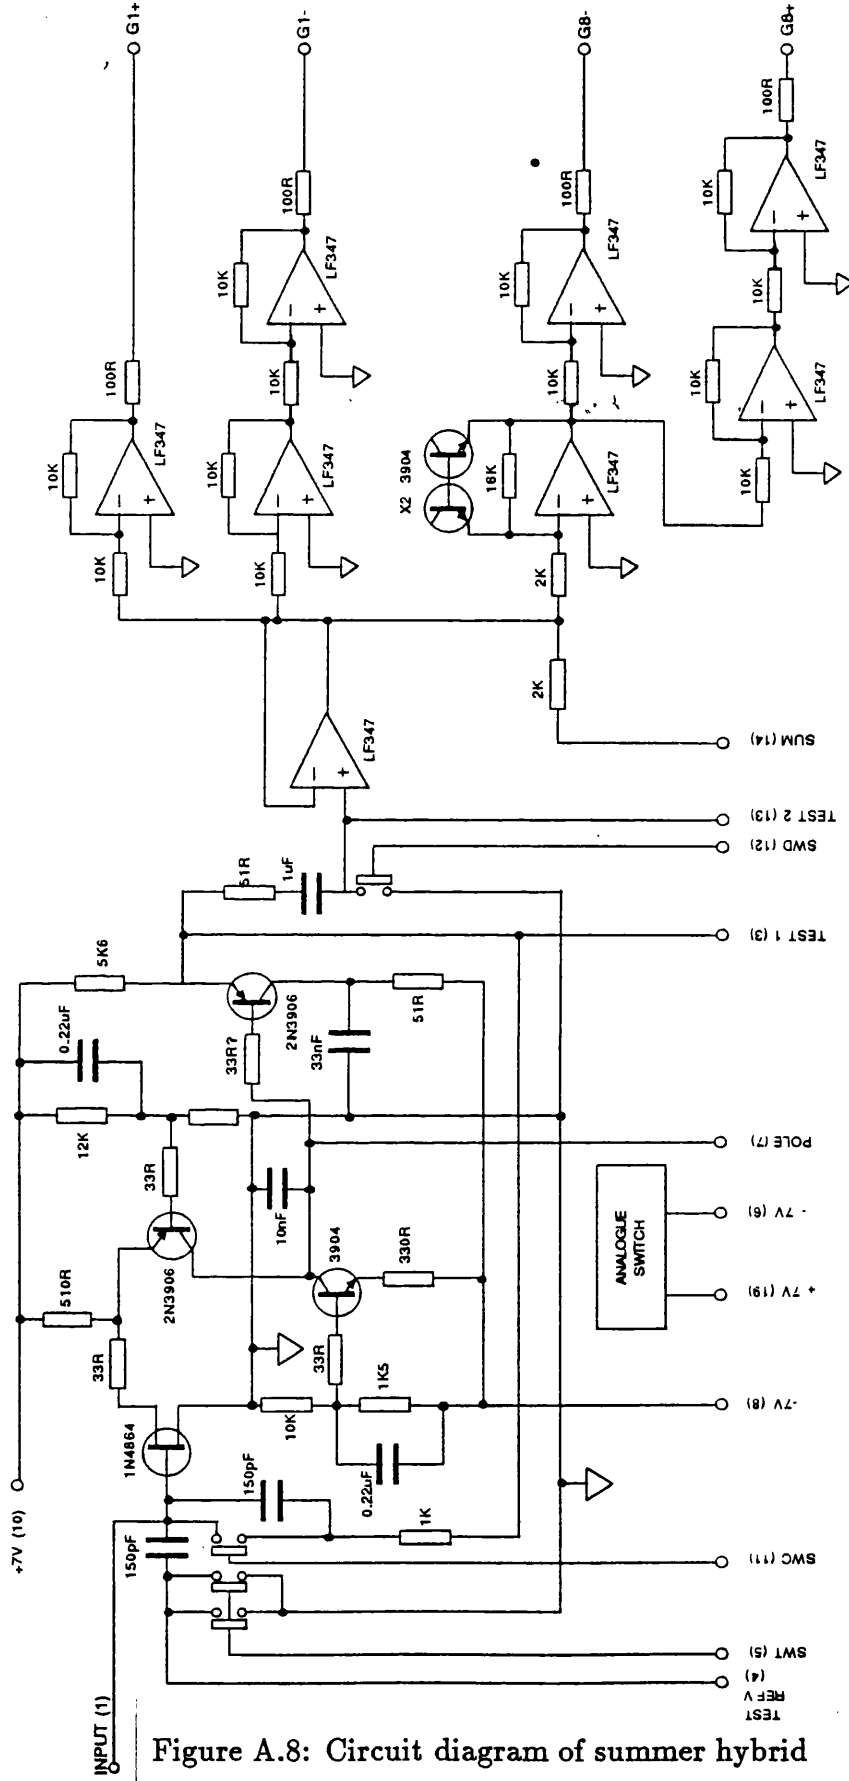 G1+
G1-
G8-
G8+
100R
10K
LF347
10K
100R
10K
LF347
10K
10K
LF347
10K
100R
10K
LF347
10K
X2 3904
16K
LF347
2K
2K
100R
10K
LF347
10K
10K
LF347
10K
LF347
SUM (14)
TEST 2 (13)
SWD (12)
TEST 1 (3)
POLE (7)
- 7V (6)
+ 7V (19)
-7V (8)
SWC (11)
SWT (5)
TEST
REF V
(4)
51R
1uF
5K6
2N3906
33R?
51R
33nF
0.22uF
12K
33R
2N3906
510R
33R
10nF
3904
330R
33R
1K5
10K
0.22uF
1N4864
150pF
1K
150pF
+7V (10)
INPUT (1)
ANALOGUE
SWITCH
Figure A.8: Circuit diagram of summer hybrid